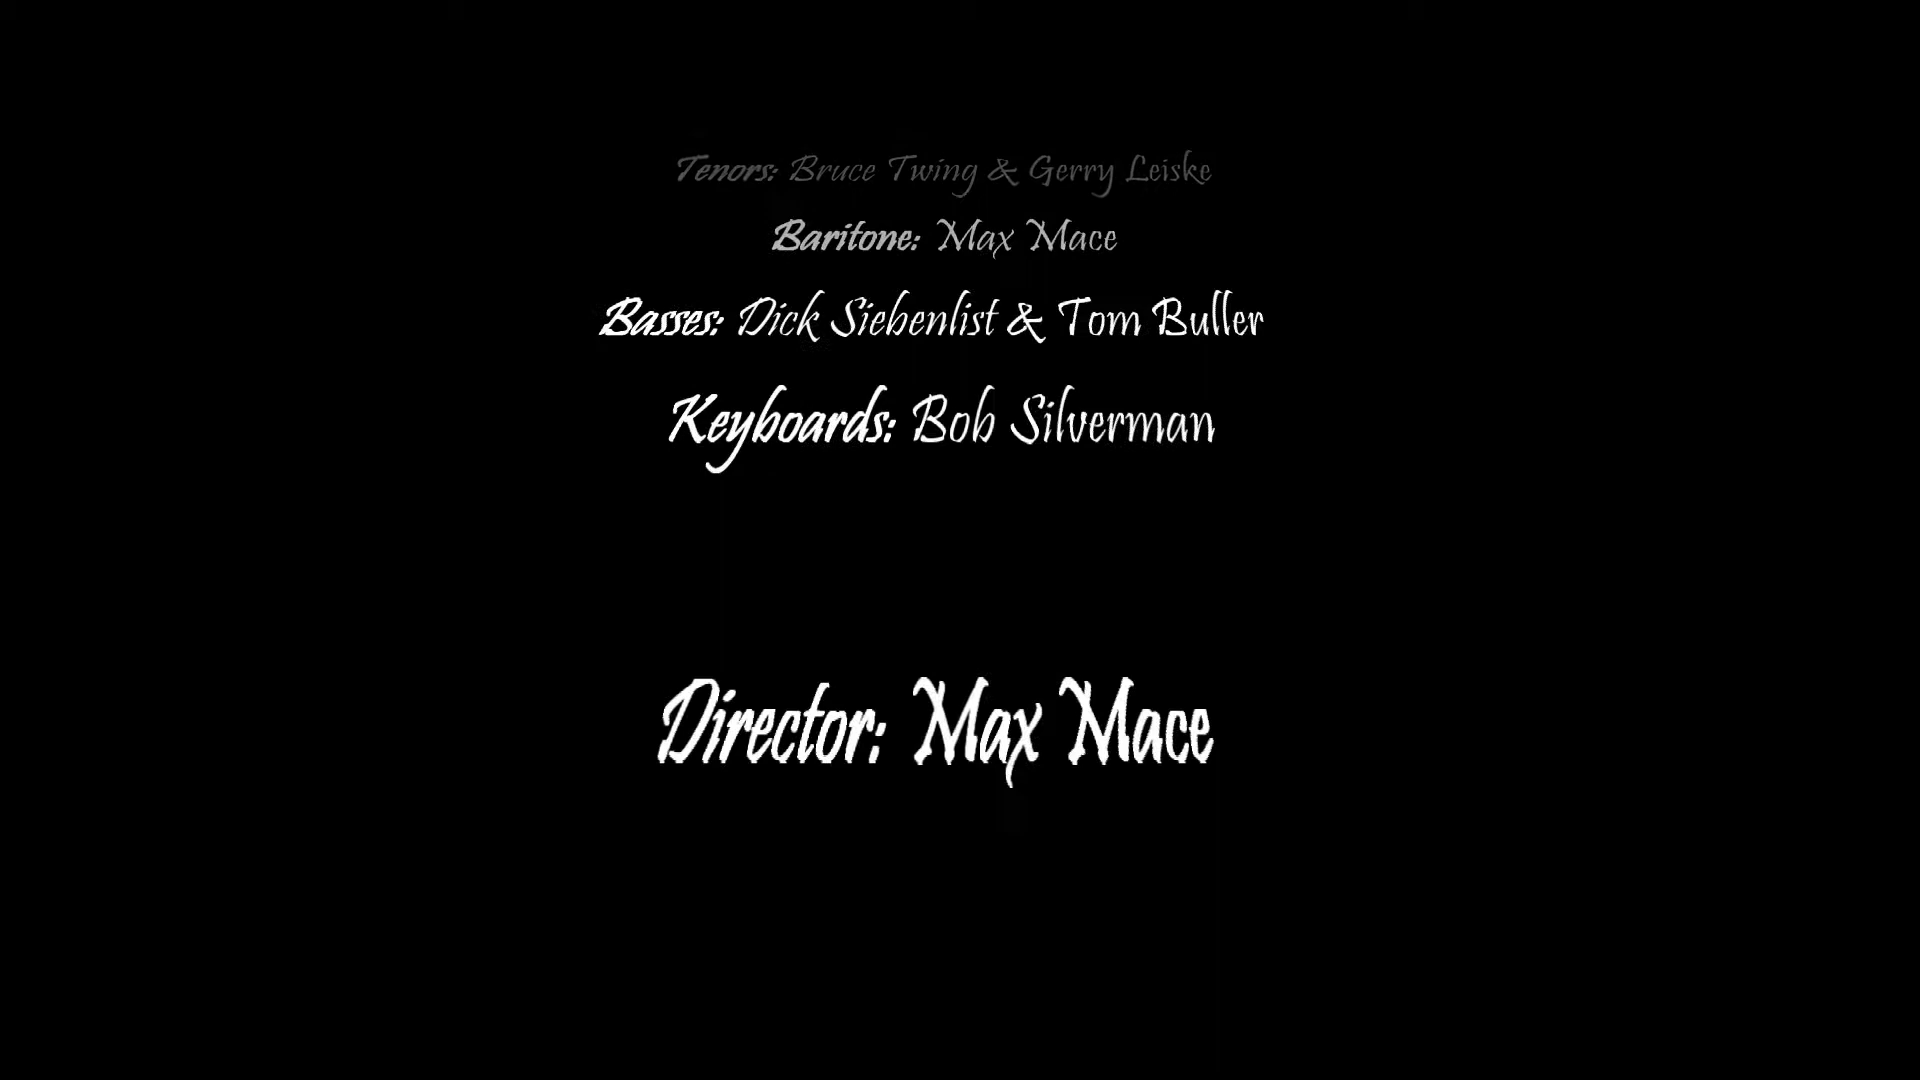 Tenors: Bruce Twing & Gerry Leiske
Baritone: Max Mace
Basses: Dick Siebenlist & Tom Buller
Keyboards: Bob Silverman
Director: Max Mace